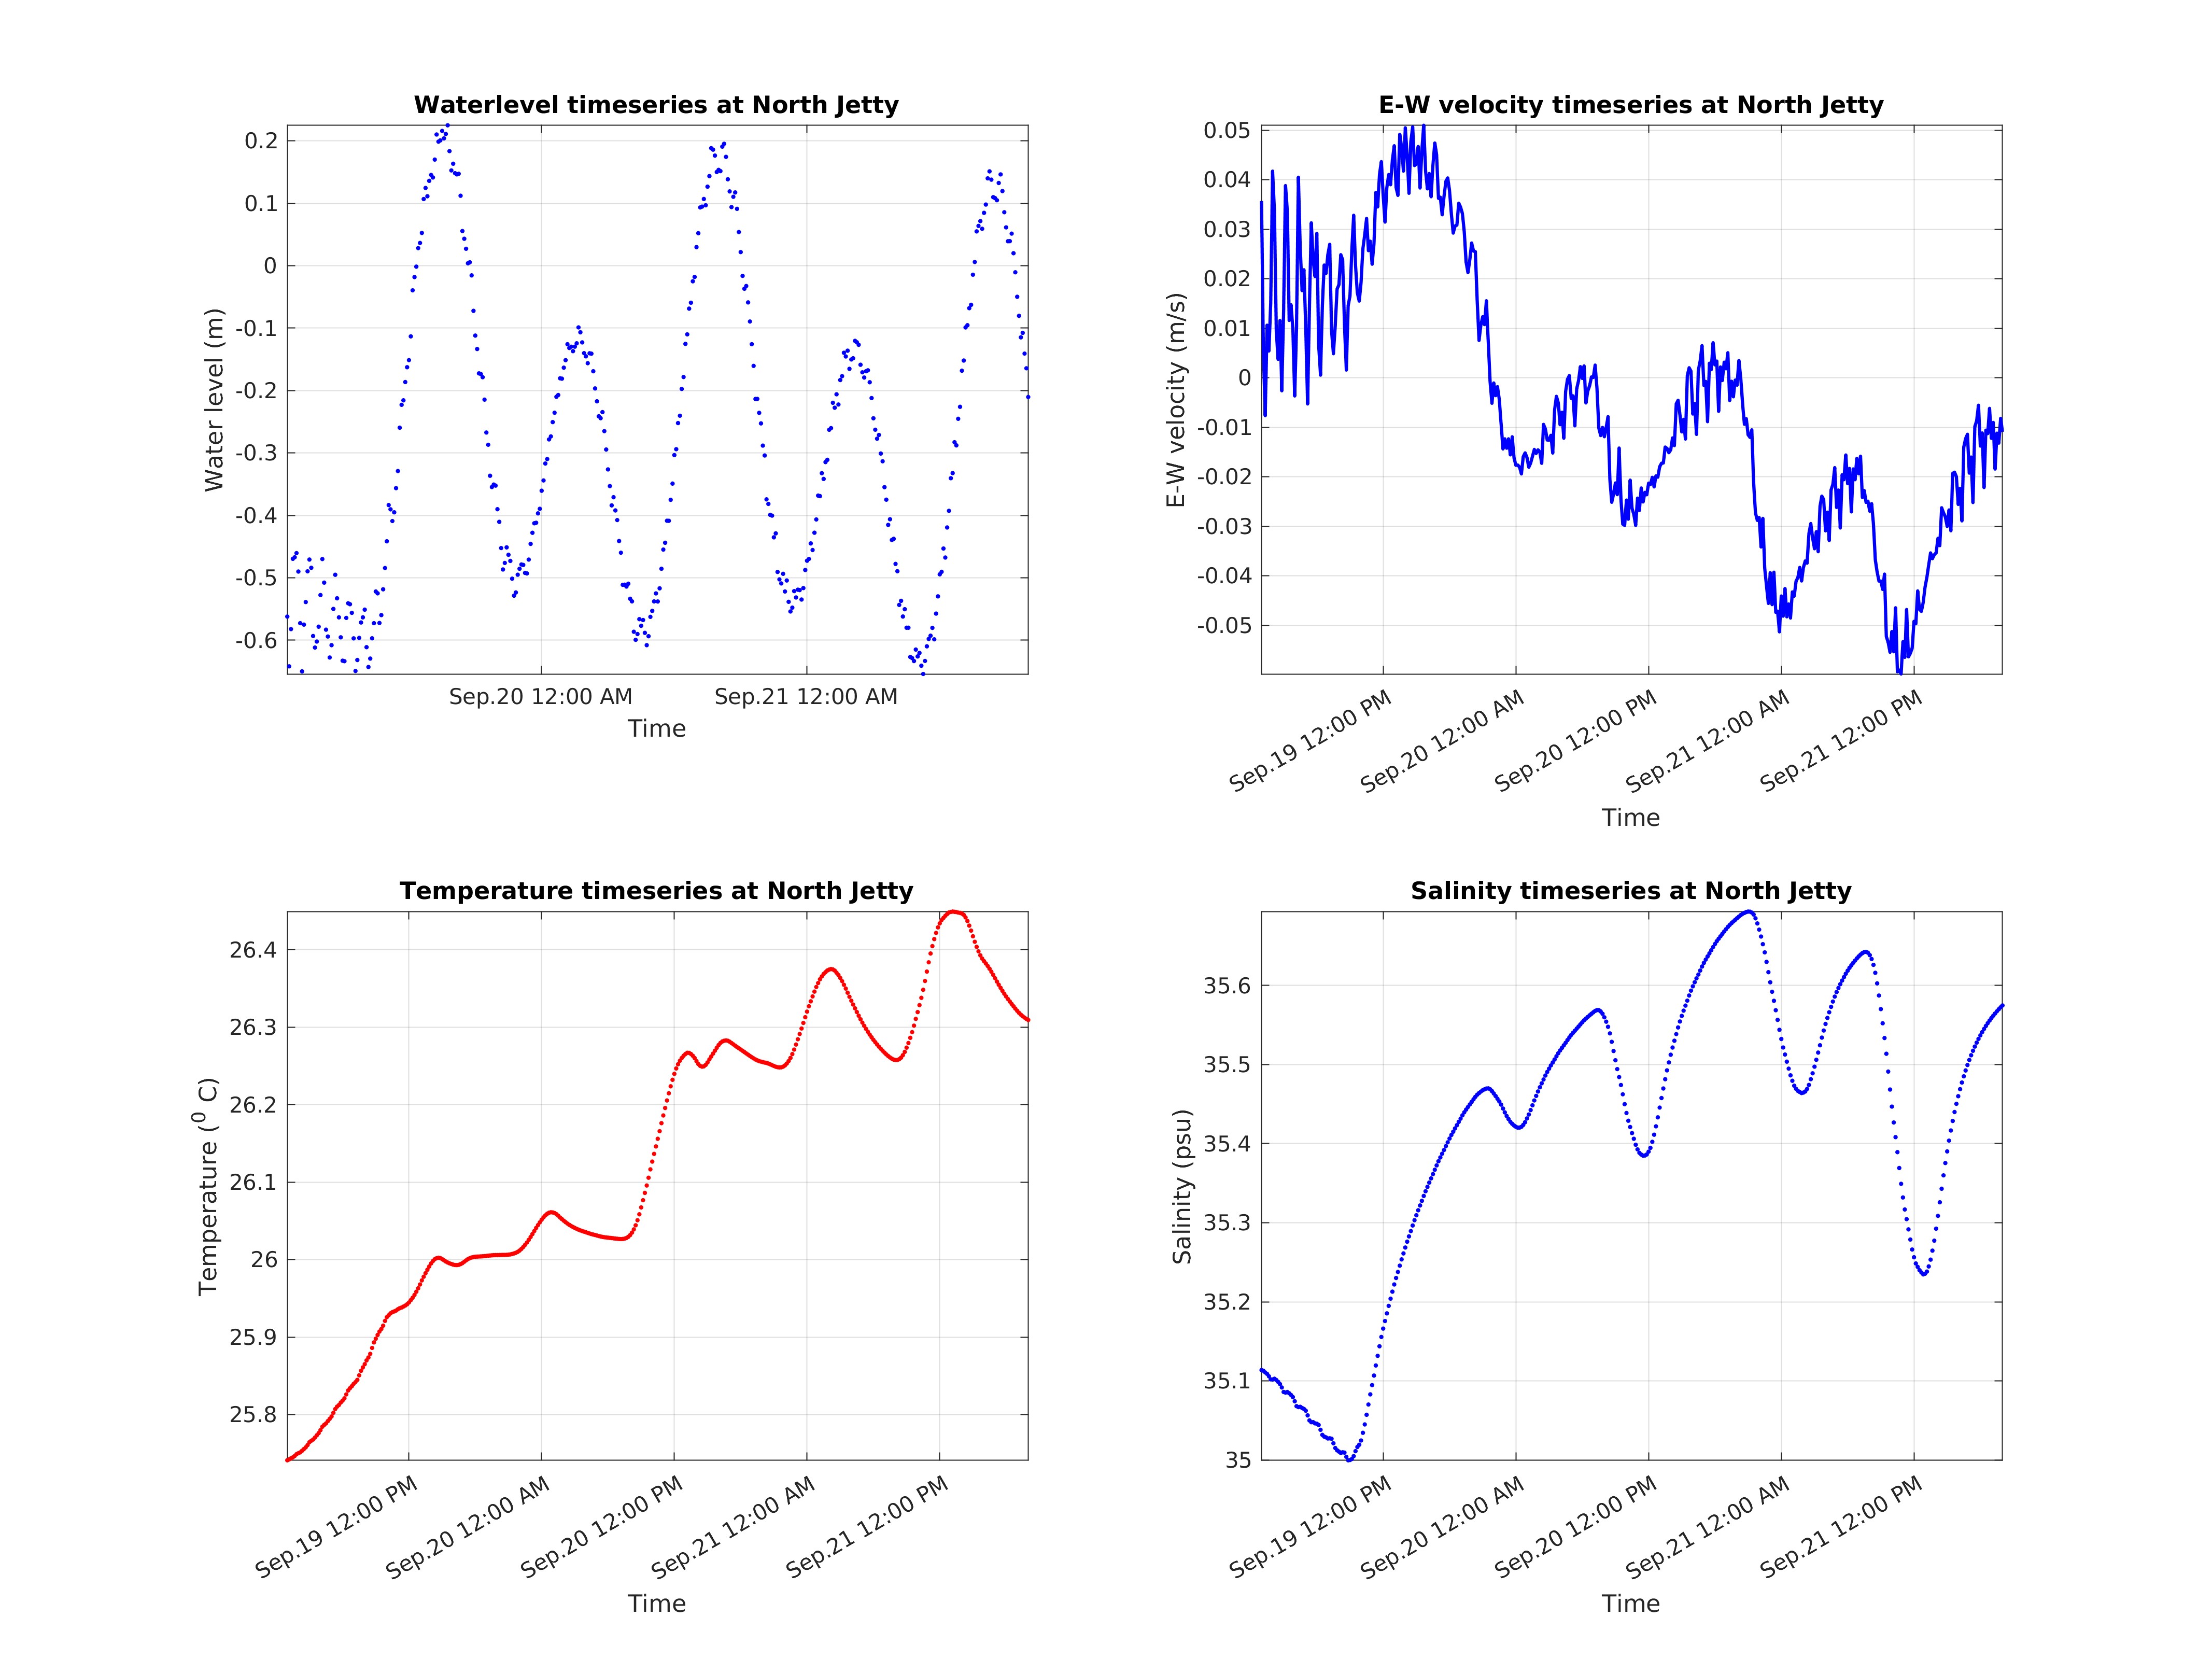 Waterlevel timeseries at North Jetty
0.2
0.1
0
-0.1
-0.2
-0.3
-0.4
-0.5
-0.6
Water level (m)
Sep.20 12:00 AM
Sep.21 12:00 AM
Time
E-W velocity timeseries at North Jetty
0.05
0.04
0.03
0.02
0.01
0
-0.01
-0.02
-0.03
-0.04
-0.05
E-W velocity (m/s)
Sep.19 12:00 PM
Sep.20 12:00 AM
Sep.20 12:00 PM
Sep.21 12:00 AM
Sep.21 12:00 PM
Time
Temperature timeseries at North Jetty
26.4
26.3
26.2
26.1
26
25.9
25.8
Temperature (⁰ C)
Sep.19 12:00 PM
Sep.20 12:00 AM
Sep.20 12:00 PM
Sep.21 12:00 AM
Sep.21 12:00 PM
Time
Salinity timeseries at North Jetty
35.6
35.5
35.4
35.3
35.2
35.1
35
Salinity (psu)
Sep.19 12:00 PM
Sep.20 12:00 AM
Sep.20 12:00 PM
Sep.21 12:00 AM
Sep.21 12:00 PM
Time